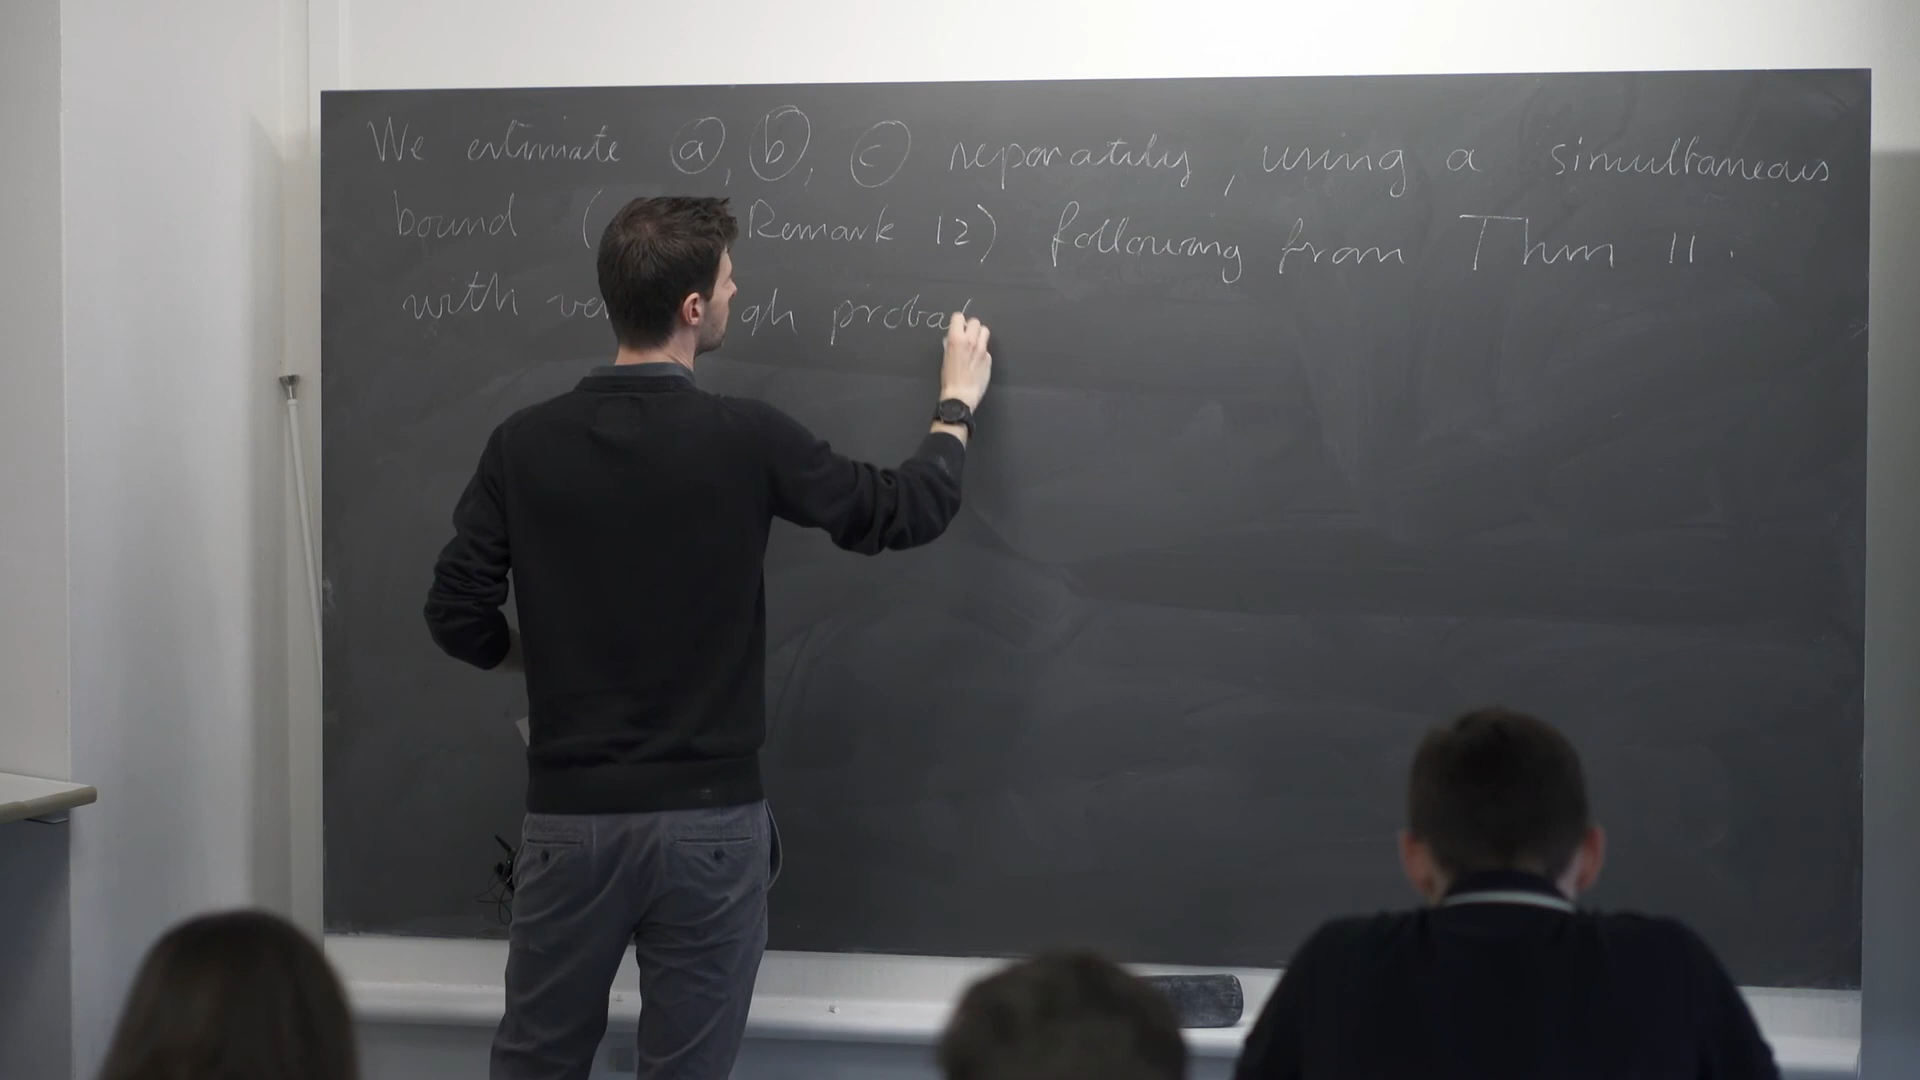 We estimate a, b, c separately, using a simultaneous
bound ( Remark 12) following from Thm 11.
with